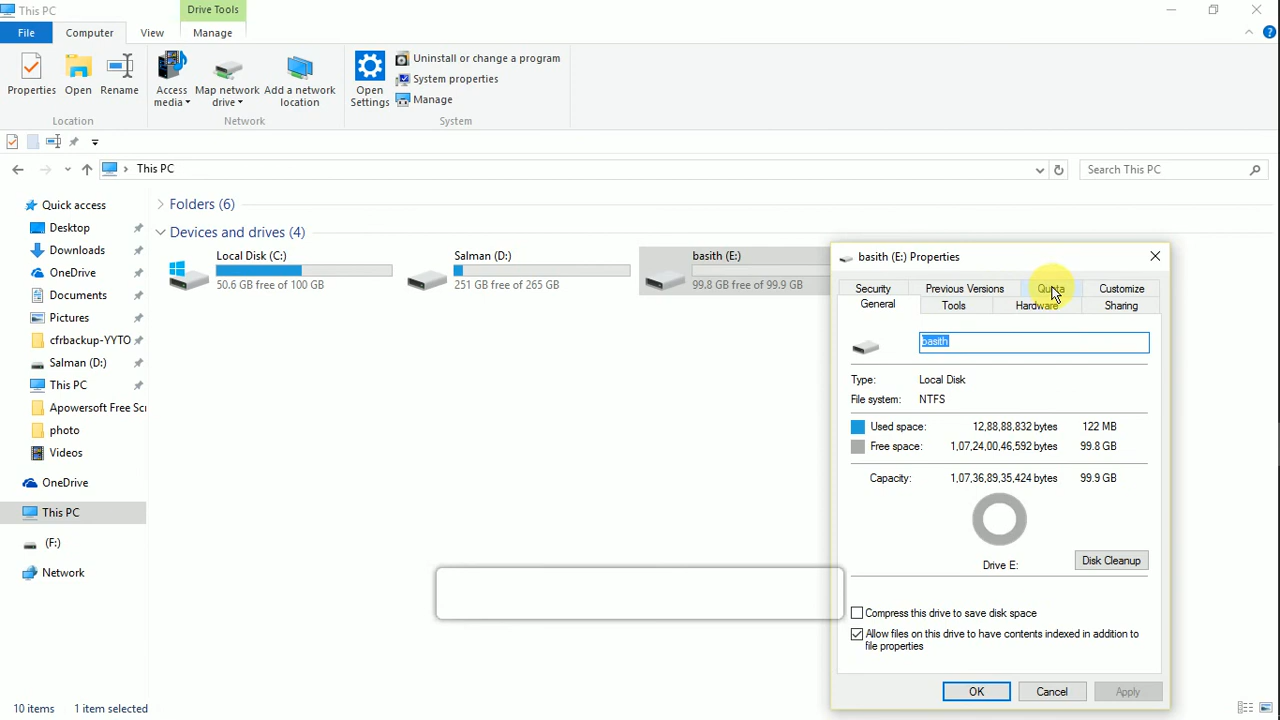 This PC
Drive Tools
File
Computer
View
Manage
Properties
Open
Rename
Access media
Map network drive
Add a network location
Open Settings
Uninstall or change a program
System properties
Manage
Location
Network
System
This PC
Search This PC
Quick access
Desktop
Downloads
OneDrive
Documents
Pictures
cfrbackup-YYTO
Salman (D:)
This PC
Apowersoft Free Scr
photo
Videos
OneDrive
This PC
(F:)
Network
Folders (6)
Devices and drives (4)
Local Disk (C:)
50.6 GB free of 100 GB
Salman (D:)
251 GB free of 265 GB
basith (E:)
99.8 GB free of 99.9 GB
basith (E:) Properties
Security
Previous Versions
Quota
Customize
General
Tools
Hardware
Sharing
basith
Type: Local Disk
File system: NTFS
Used space: 12,88,88,832 bytes 122 MB
Free space: 1,07,24,00,46,592 bytes 99.8 GB
Capacity: 1,07,36,89,35,424 bytes 99.9 GB
Drive E:
Disk Cleanup
Compress this drive to save disk space
Allow files on this drive to have contents indexed in addition to
file properties
OK
Cancel
Apply
10 items
1 item selected